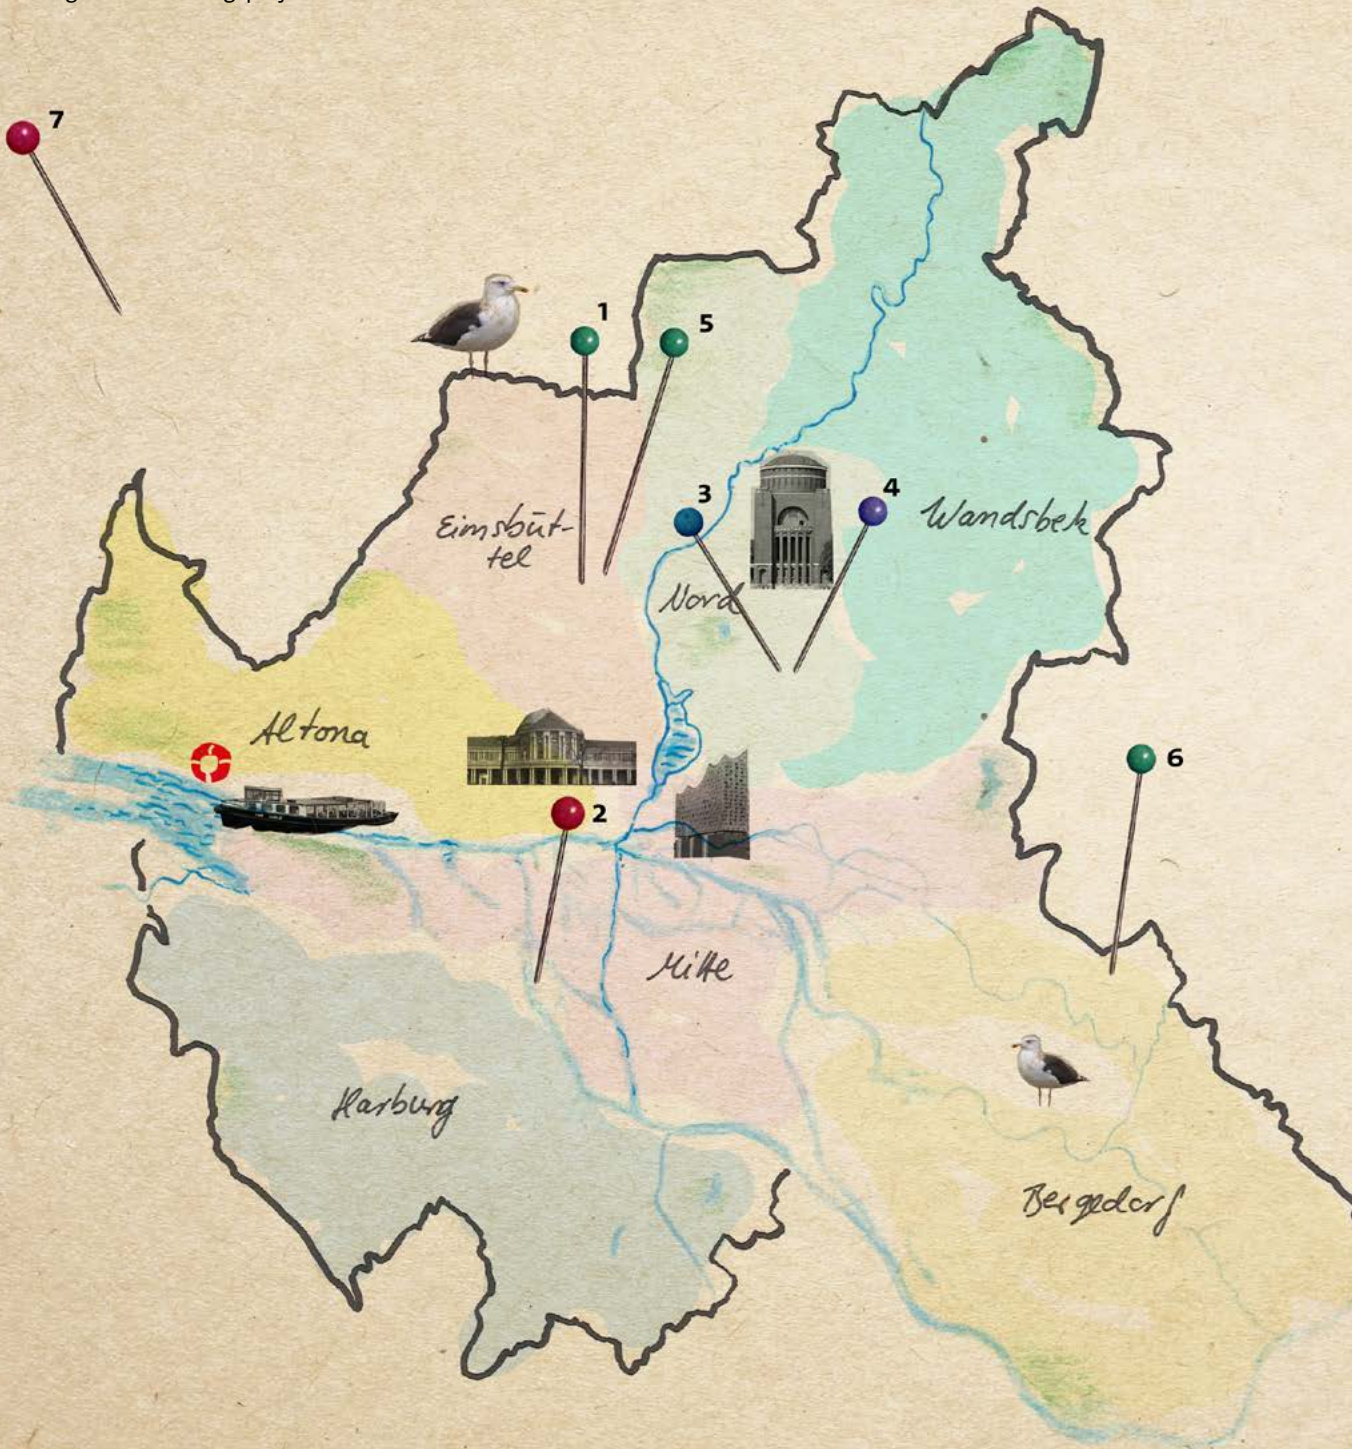 7
1
5
3
4
Eimsbüt-
tel
Wandsbek
Nord
Altona
6
2
Mitte
Harburg
Bergedorf